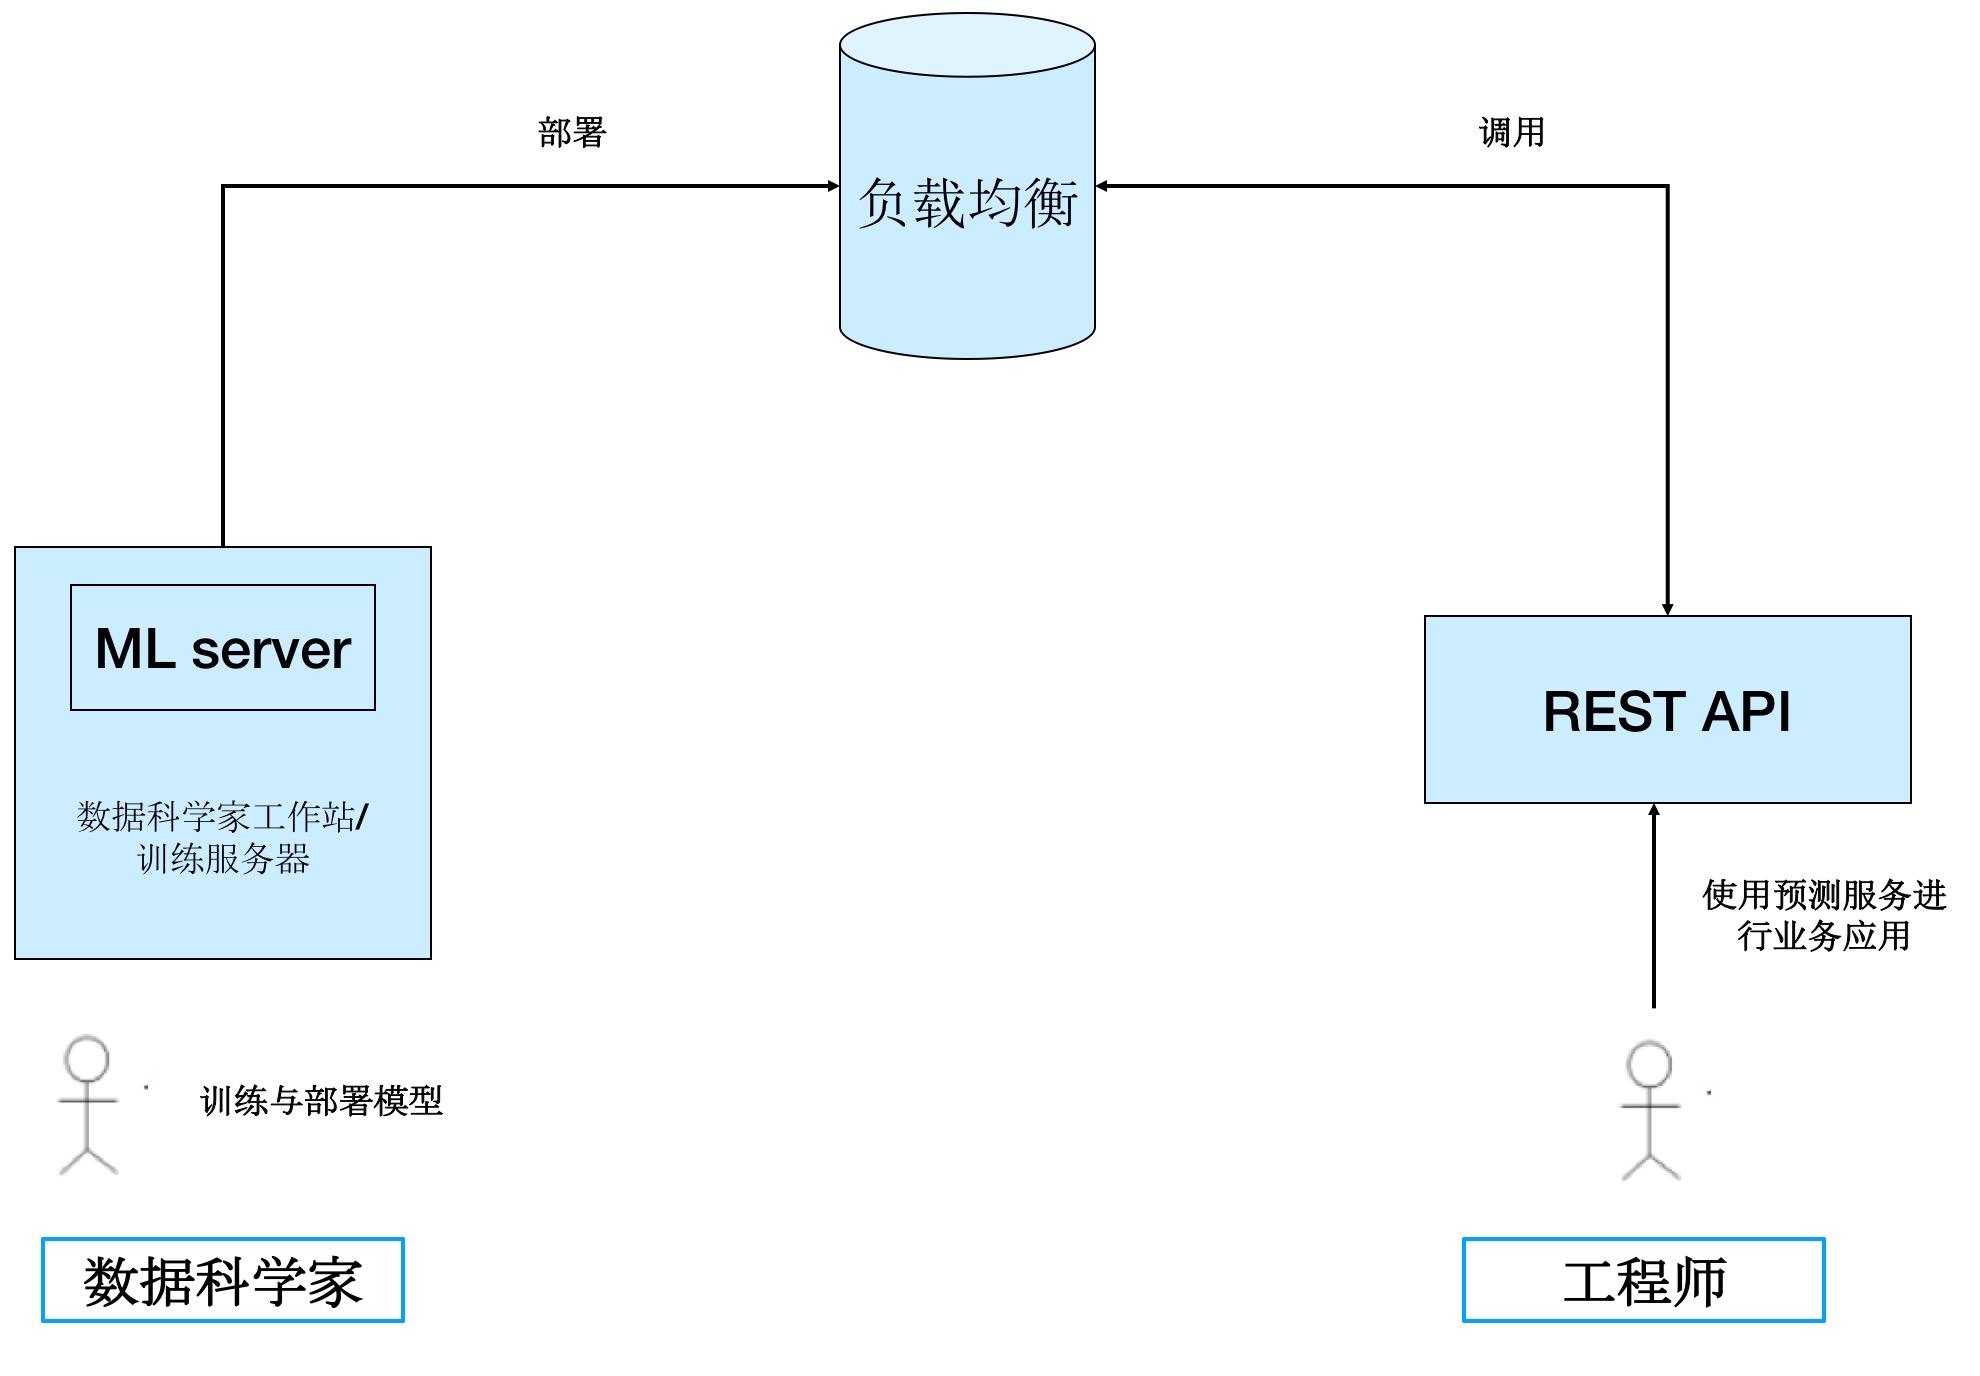 部署
调用
负载均衡
ML server
数据科学家工作站/
训练服务器
REST API
使用预测服务进
行业务应用
训练与部署模型
数据科学家
工程师